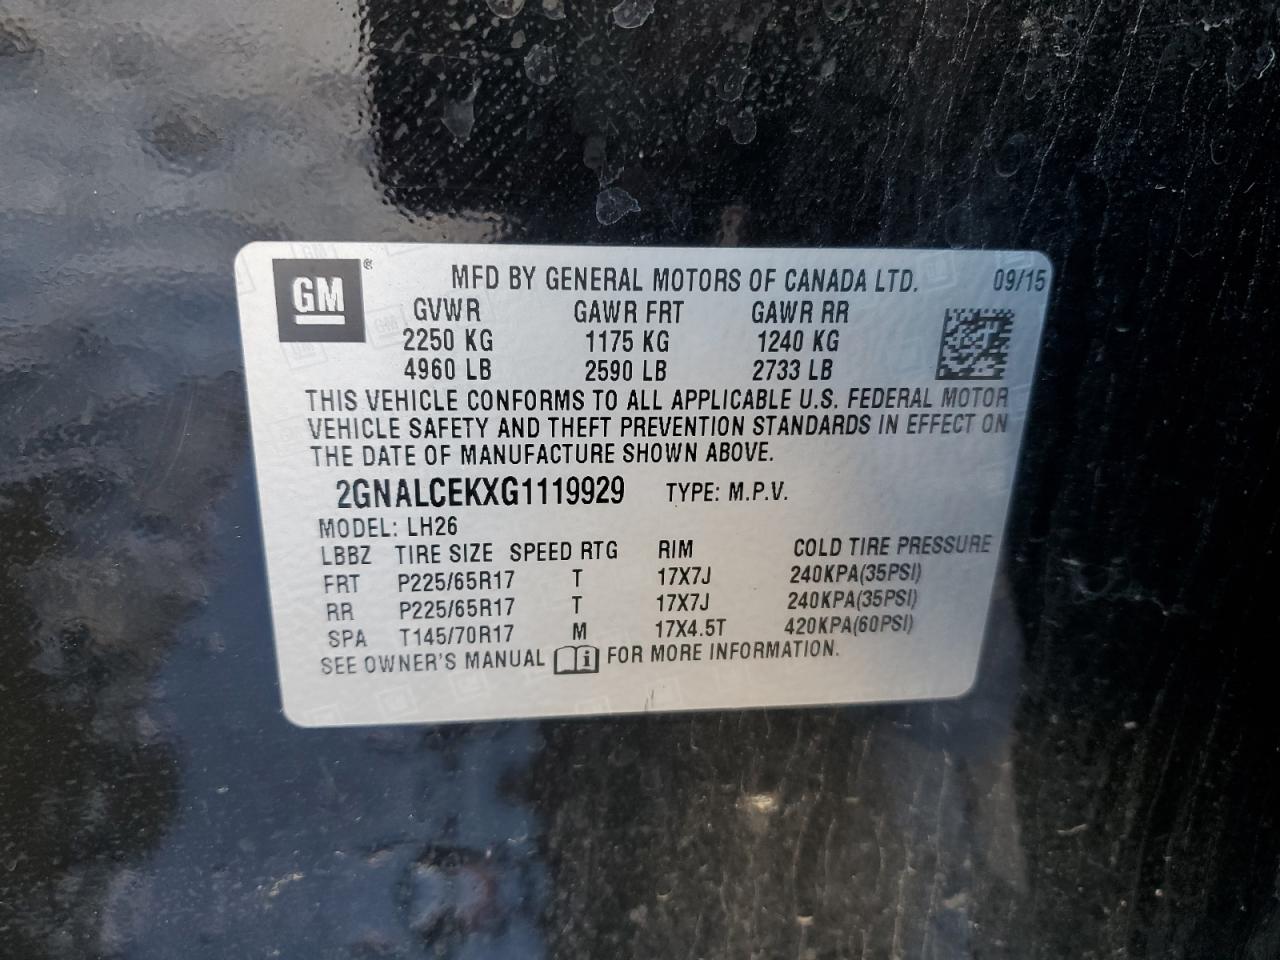 GM ® MFD BY GENERAL MOTORS OF CANADA LTD. 09/15
GVWR GAWR FRT GAWR RR
2250 KG 1175 KG 1240 KG
4960 LB 2590 LB 2733 LB
THIS VEHICLE CONFORMS TO ALL APPLICABLE U.S. FEDERAL MOTOR
VEHICLE SAFETY AND THEFT PREVENTION STANDARDS IN EFFECT ON
THE DATE OF MANUFACTURE SHOWN ABOVE.
2GNALCEKXG1119929 TYPE: M.P.V.
MODEL: LH26
LBBZ TIRE SIZE SPEED RTG RIM COLD TIRE PRESSURE
FRT P225/65R17 T 17X7J 240KPA(35PSI)
RR P225/65R17 T 17X7J 240KPA(35PSI)
SPA T145/70R17 M 17X4.5T 420KPA(60PSI)
SEE OWNER'S MANUAL i FOR MORE INFORMATION.